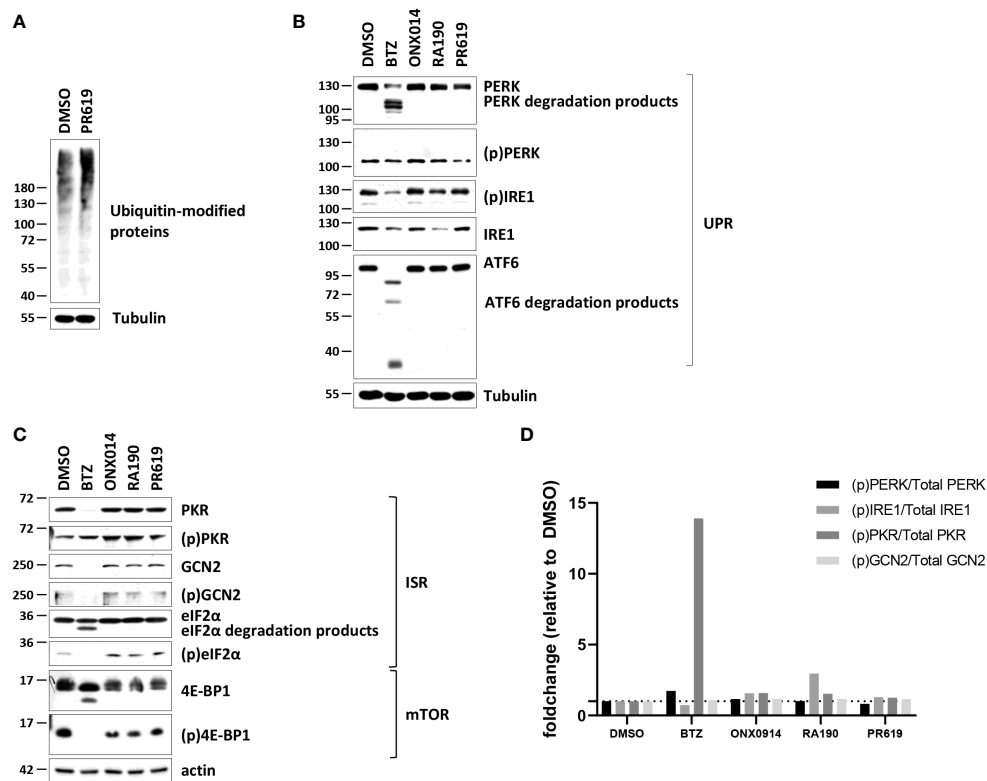 A
DMSO
PR619
180
130
100
72
55
40
Ubiquitin-modified
proteins
55
Tubulin
B
DMSO
BTZ
ONX014
RA190
PR619
130
100
95
PERK
PERK degradation products
130
100
(p)PERK
130
100
(p)IRE1
130
100
IRE1
95
72
55
40
ATF6
ATF6 degradation products
55
Tubulin
UPR
C
DMSO
BTZ
ONX014
RA190
PR619
72
PKR
72
(p)PKR
250
GCN2
250
(p)GCN2
36
eIF2α
eIF2α degradation products
36
(p)eIF2α
17
4E-BP1
17
(p)4E-BP1
42
actin
ISR
mTOR
D
foldchange (relative to DMSO)
15
10
5
0
DMSO
BTZ
ONX0914
RA190
PR619
(p)PERK/Total PERK
(p)IRE1/Total IRE1
(p)PKR/Total PKR
(p)GCN2/Total GCN2